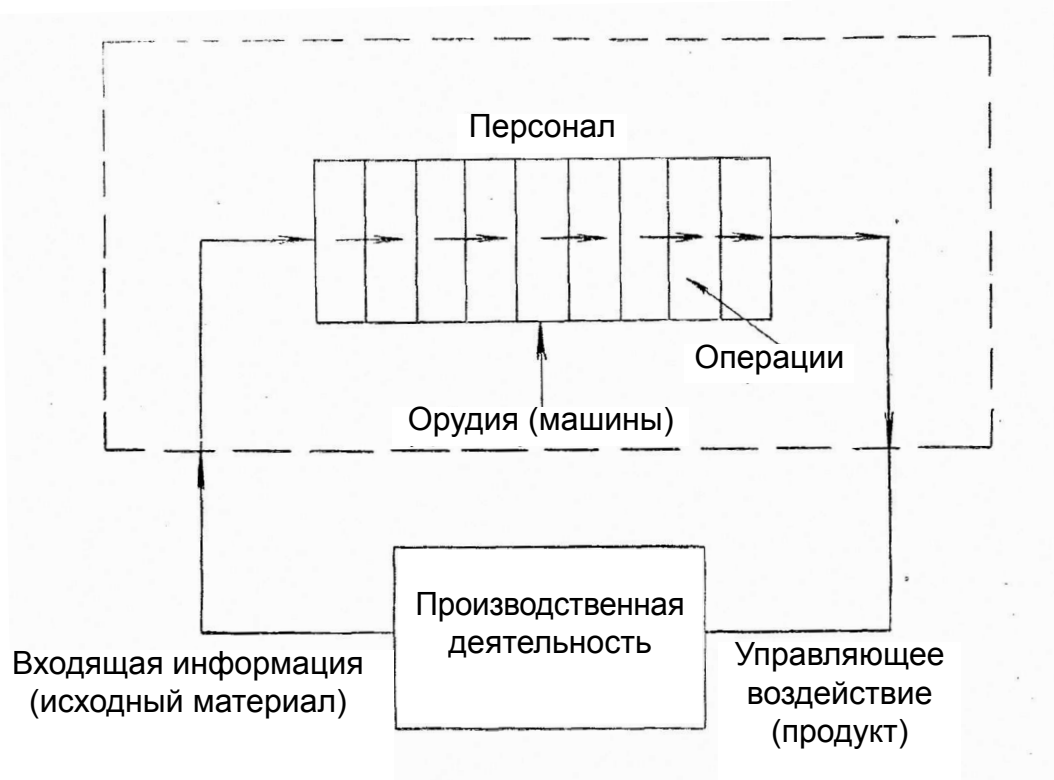 Персонал
Операции
Орудия (машины)
Производственная
деятельность
Входящая информация
(исходный материал)
Управляющее
воздействие
(продукт)